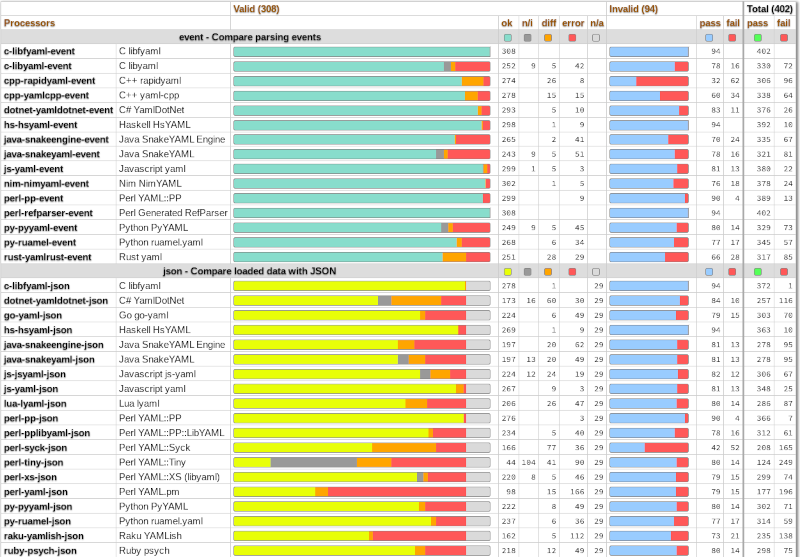 Valid (308) Invalid (94) Total (402)
Processors ok n/i diff error n/a pass fail pass fail
event - Compare parsing events
c-libfyaml-event C libfyaml 308 94 402
c-libyaml-event C libyaml 252 9 5 42 78 16 330 72
cpp-rapidyaml-event C++ rapidyaml 274 26 8 32 62 306 96
cpp-yamlcpp-event C++ yaml-cpp 278 15 15 60 34 338 64
dotnet-yamldotnet-event C# YamlDotNet 293 5 10 83 11 376 26
hs-hsyaml-event Haskell HsYAML 298 1 9 94 392 10
java-snakeengine-event Java SnakeYAML Engine 265 2 41 70 24 335 67
java-snakeyaml-event Java SnakeYAML 243 9 5 51 78 16 321 81
js-yaml-event Javascript yaml 299 1 5 3 81 13 380 22
nim-nimyaml-event Nim NimYAML 302 1 5 76 18 378 24
perl-pp-event Perl YAML::PP 299 9 90 4 389 13
perl-refparser-event Perl Generated RefParser 308 94 402
py-pyyaml-event Python PyYAML 249 9 5 45 80 14 329 73
py-ruamel-event Python ruamel.yaml 268 6 34 77 17 345 57
rust-yamlrust-event Rust yaml 251 28 29 66 28 317 85
json - Compare loaded data with JSON
c-libfyaml-json C libfyaml 278 1 29 94 372 1
dotnet-yamldotnet-json C# YamlDotNet 173 16 60 30 29 84 10 257 116
go-yaml-json Go go-yaml 224 6 49 29 79 15 303 70
hs-hsyaml-json Haskell HsYAML 269 1 9 29 94 363 10
java-snakeengine-json Java SnakeYAML Engine 197 20 62 29 81 13 278 95
java-snakeyaml-json Java SnakeYAML 197 13 20 49 29 81 13 278 95
js-jsyaml-json Javascript js-yaml 224 12 24 19 29 82 12 306 67
js-yaml-json Javascript yaml 267 9 3 29 81 13 348 25
lua-lyaml-json Lua lyaml 206 26 47 29 80 14 286 87
perl-pp-json Perl YAML::PP 276 3 29 90 4 366 7
perl-pplibyaml-json Perl YAML::PP::LibYAML 234 5 40 29 78 16 312 61
perl-syck-json Perl YAML::Syck 166 77 36 29 42 52 208 165
perl-tiny-json Perl YAML::Tiny 44 104 41 90 29 80 14 124 249
perl-xs-json Perl YAML::XS (libyaml) 220 8 5 46 29 79 15 299 74
perl-yaml-json Perl YAML.pm 98 15 166 29 79 15 177 196
py-pyyaml-json Python PyYAML 222 8 49 29 80 14 302 71
py-ruamel-json Python ruamel.yaml 237 6 36 29 77 17 314 59
raku-yamlish-json Raku YAMLish 162 5 112 29 73 21 235 138
ruby-psych-json Ruby psych 218 12 49 29 80 14 298 75